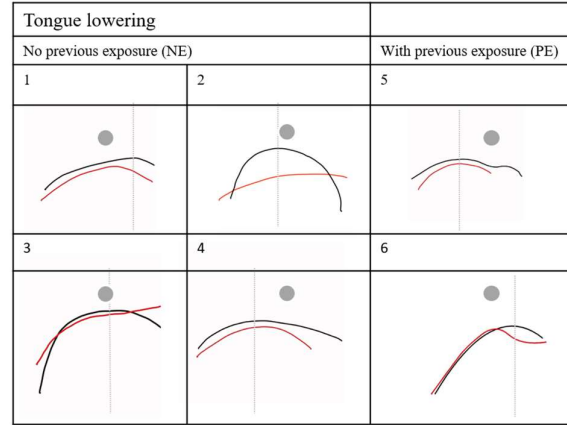 Tongue lowering
No previous exposure (NE)
With previous exposure (PE)
1
2
5
3
4
6